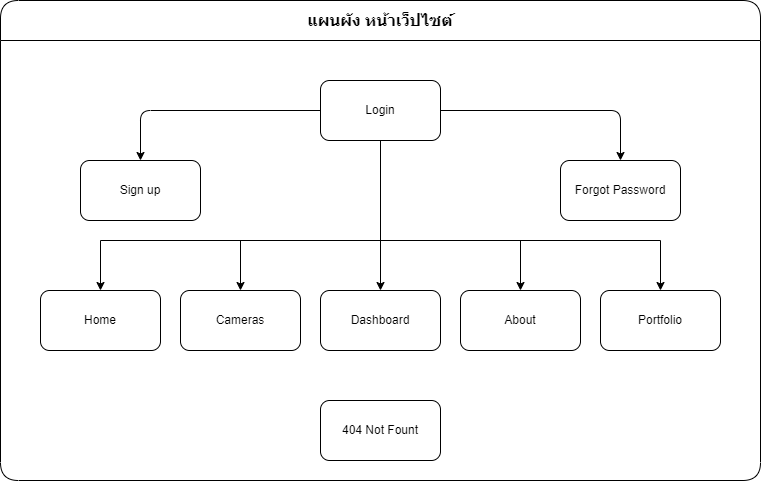 แผนผัง หน้าเว็ปไซต์
Login
Sign up
Forgot Password
Home
Cameras
Dashboard
About
Portfolio
404 Not Fount